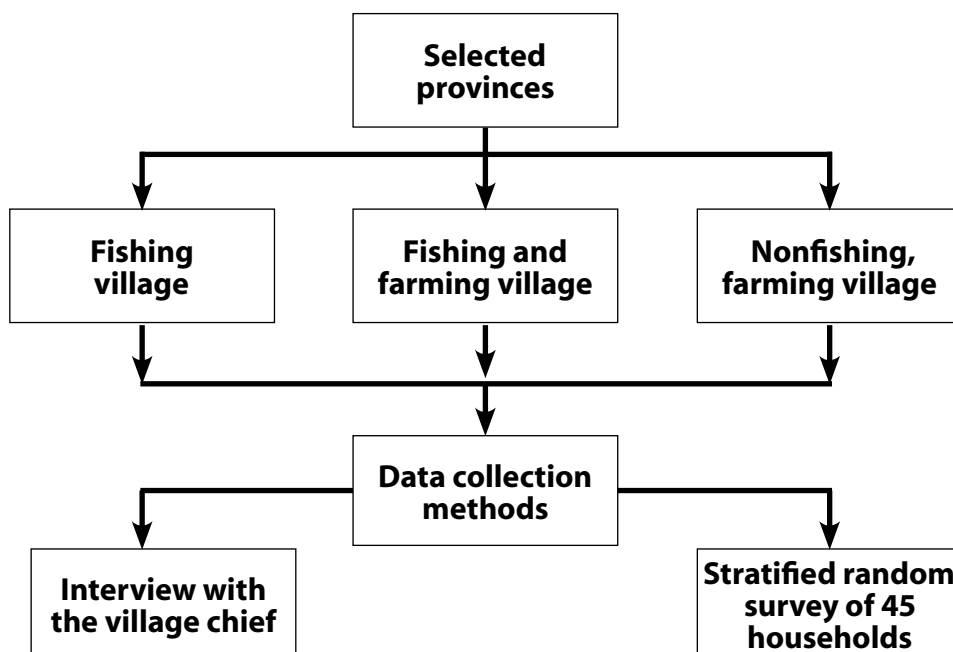 Selected
provinces
Fishing
village
Fishing and
farming village
Nonfishing,
farming village
Data collection
methods
Interview with
the village chief
Stratified random
survey of 45
households